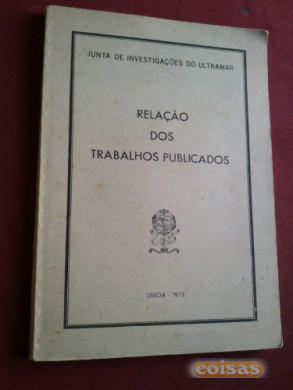 JUNTA DE INVESTIGAÇÕES DO ULTRAMAR
RELAÇÃO
DOS
TRABALHOS PUBLICADOS
LISBOA - 1973
coisas